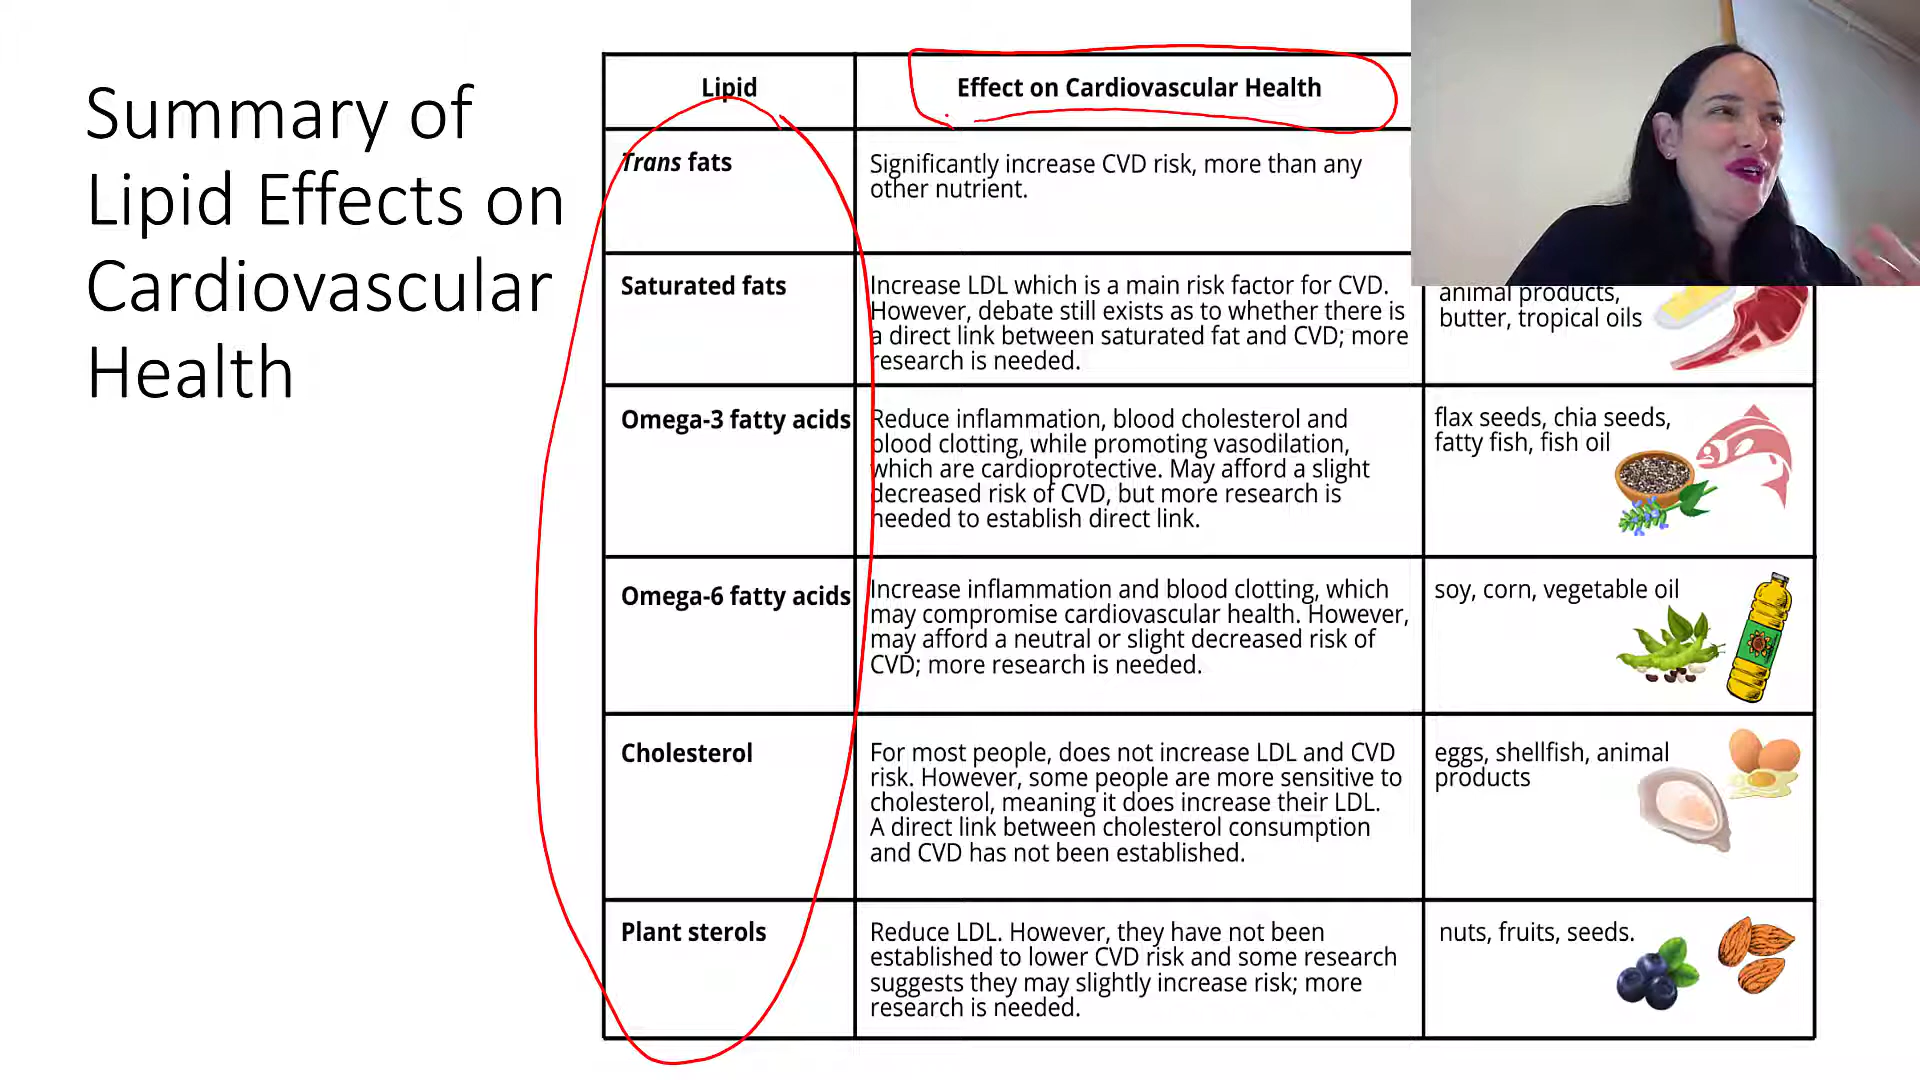 Summary of
Lipid Effects on
Cardiovascular
Health
Lipid
Effect on Cardiovascular Health
Trans fats
Significantly increase CVD risk, more than any
other nutrient.
Saturated fats
Increase LDL which is a main risk factor for CVD.
However, debate still exists as to whether there is
a direct link between saturated fat and CVD; more
research is needed.
animal products,
butter, tropical oils
Omega-3 fatty acids
Reduce inflammation, blood cholesterol and
blood clotting, while promoting vasodilation,
which are cardioprotective. May afford a slight
decreased risk of CVD, but more research is
needed to establish direct link.
flax seeds, chia seeds,
fatty fish, fish oil
Omega-6 fatty acids
Increase inflammation and blood clotting, which
may compromise cardiovascular health. However,
may afford a neutral or slight decreased risk of
CVD; more research is needed.
soy, corn, vegetable oil
Cholesterol
For most people, does not increase LDL and CVD
risk. However, some people are more sensitive to
cholesterol, meaning it does increase their LDL.
A direct link between cholesterol consumption
and CVD has not been established.
eggs, shellfish, animal
products
Plant sterols
Reduce LDL. However, they have not been
established to lower CVD risk and some research
suggests they may slightly increase risk; more
research is needed.
nuts, fruits, seeds.